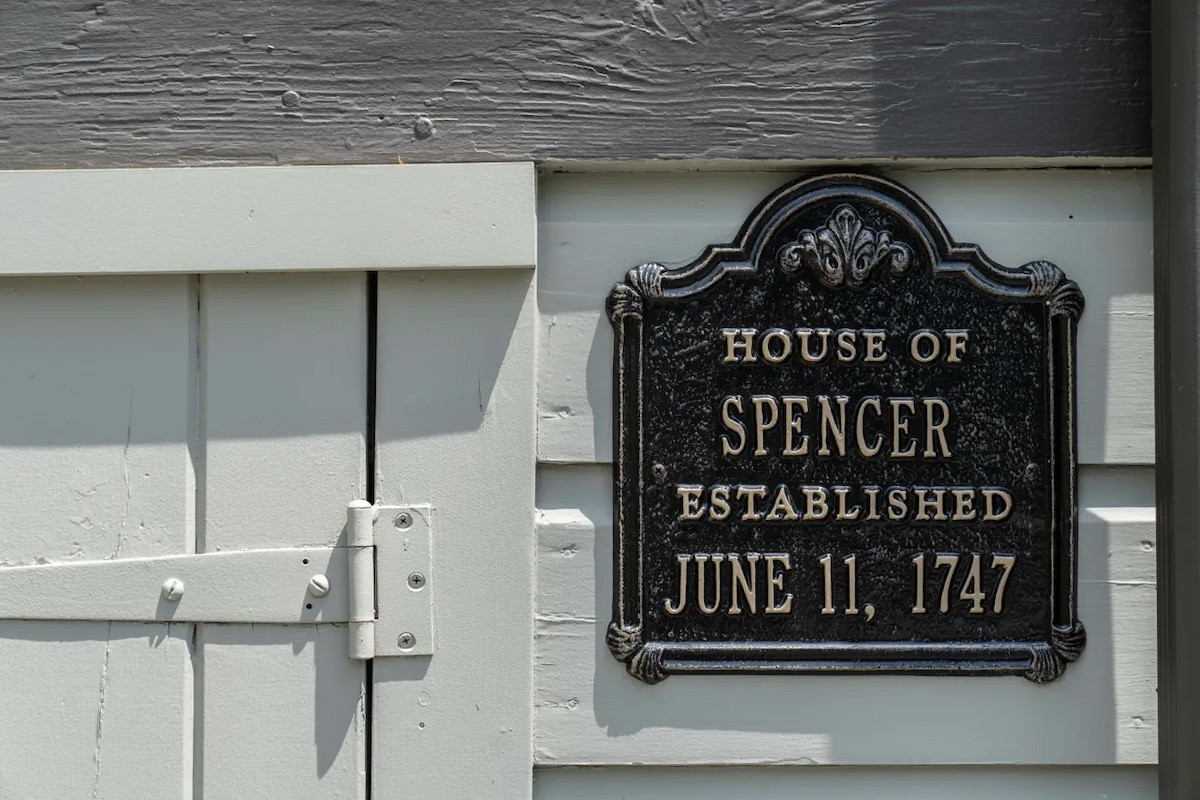 HOUSE OF
SPENCER
ESTABLISHED
JUNE 11, 1747